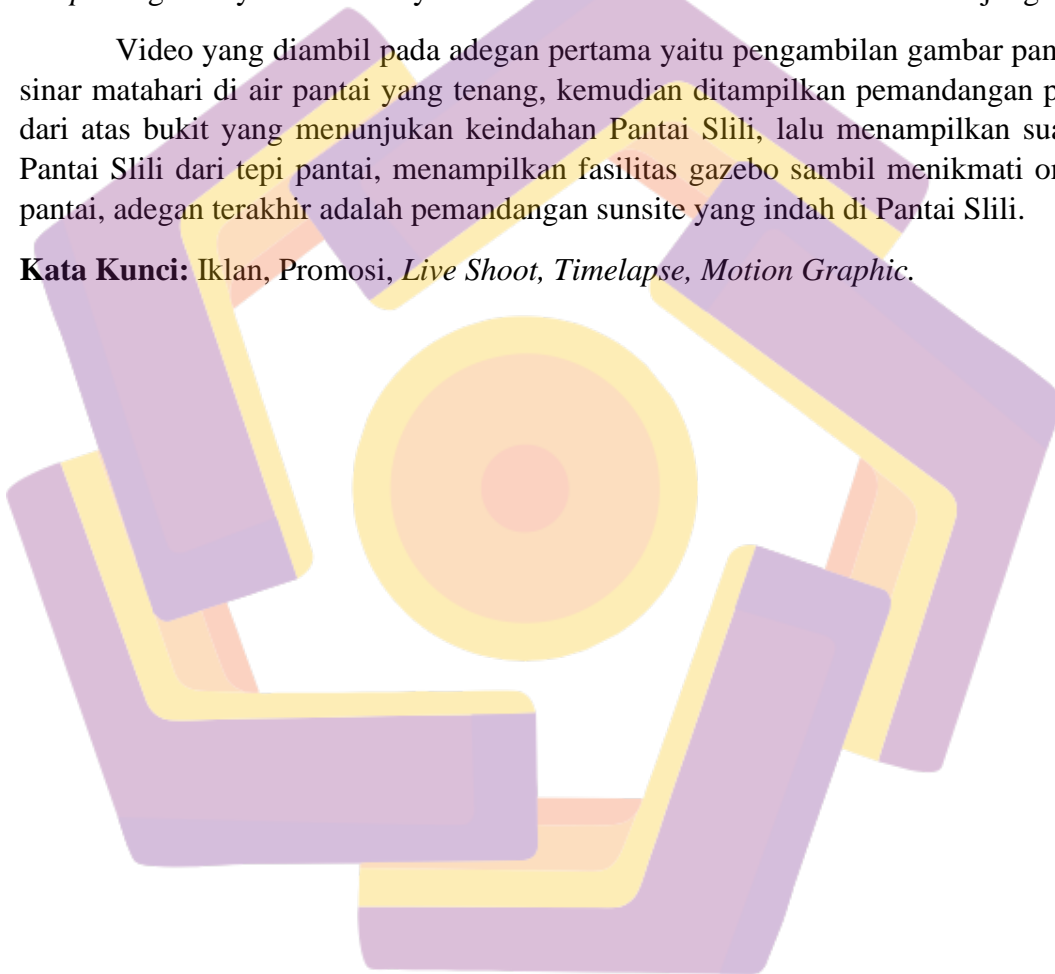 Video yang diambil pada adegan pertama yaitu pengambilan gambar
sinar matahari di air pantai yang tenang, kemudian ditampilkan pemandangan
dari atas bukit yang menunjukan keindahan Pantai Slili, lalu menampilkan
Pantai Slili dari tepi pantai, menampilkan fasilitas gazebo sambil menikmati
pantai, adegan terakhir adalah pemandangan sunsite yang indah di Pantai Slili.
Kata Kunci: Iklan, Promosi, Live Shoot, Timelapse, Motion Graphic.